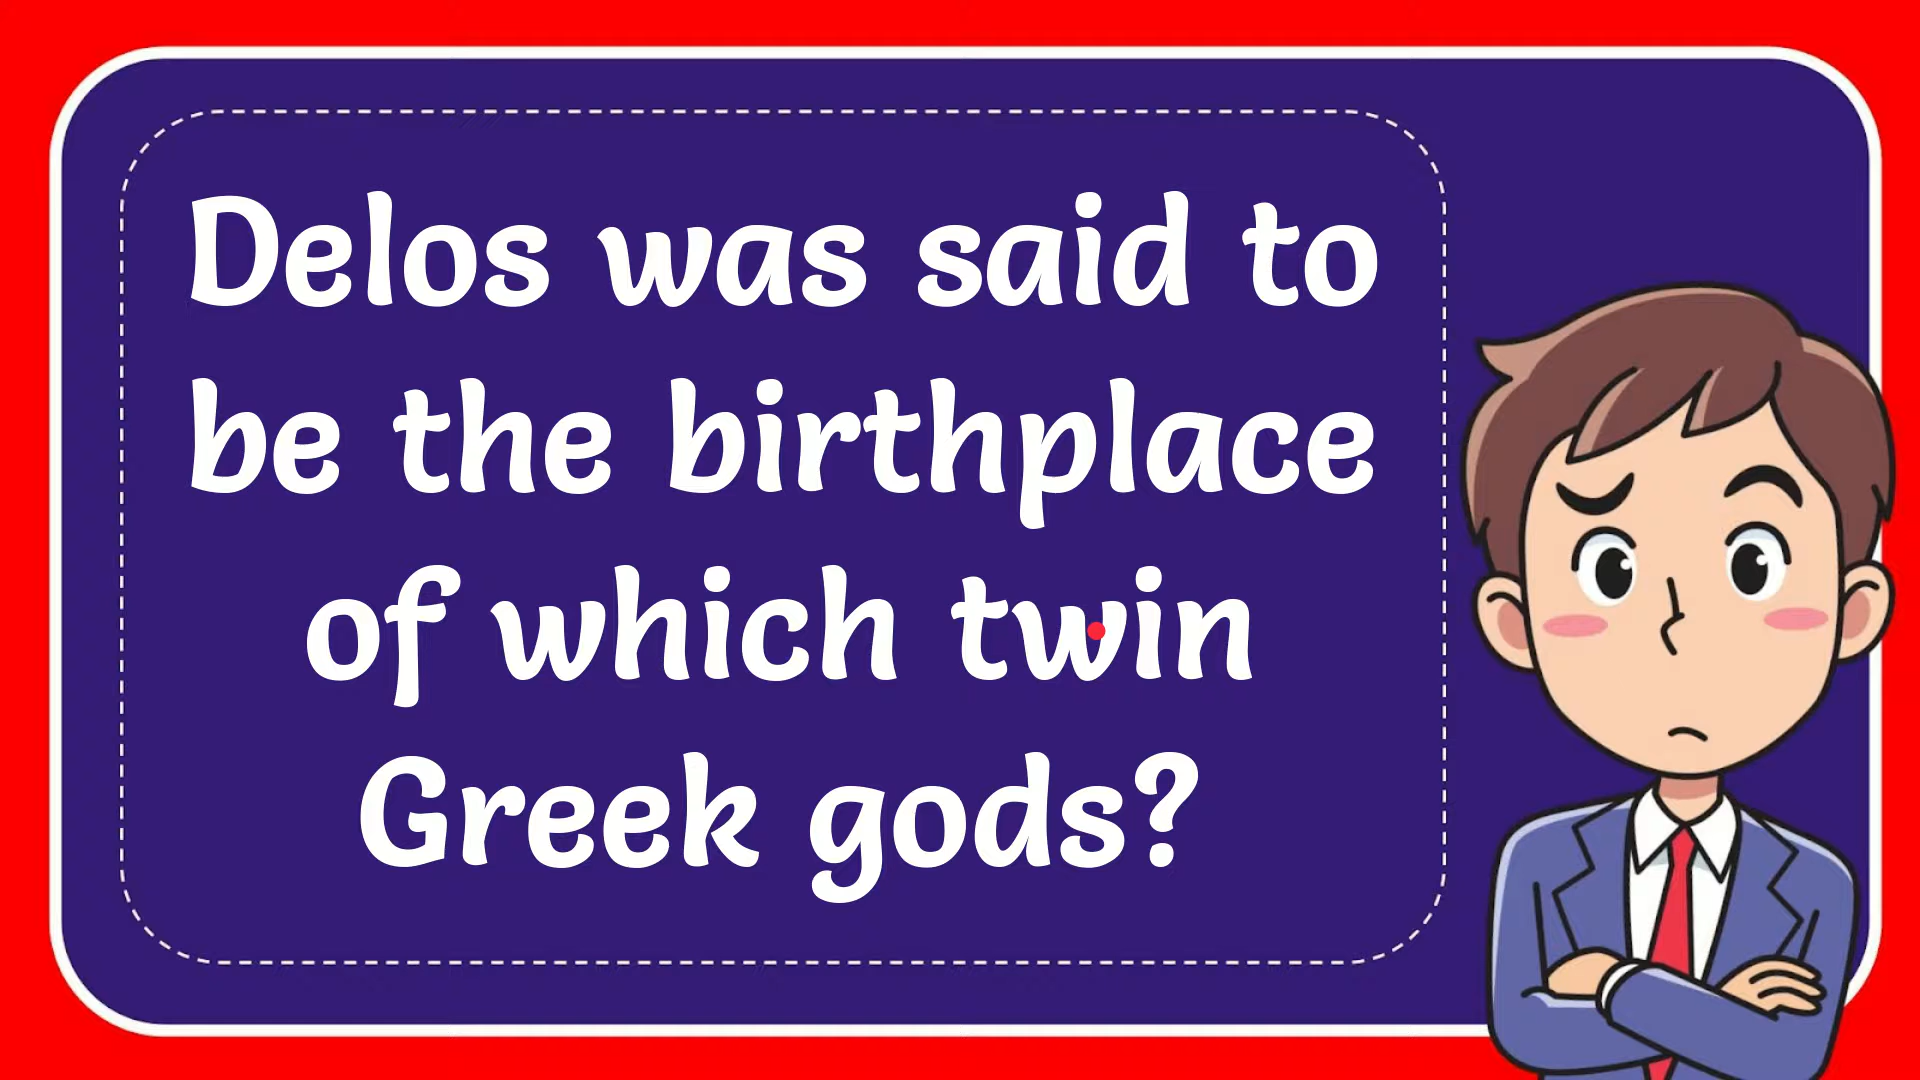 Delos was said to
be the birthplace
of which twin
Greek gods?